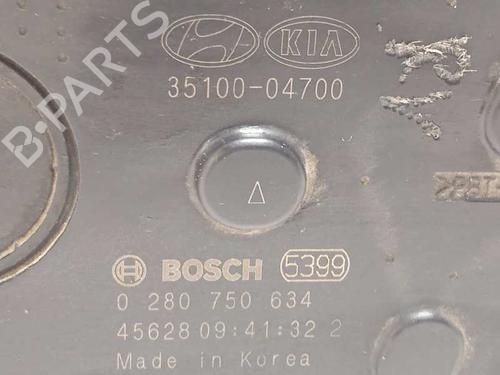 B-PARTS
KIA
35100-04700
BOSCH 5399
0 280 750 634
45628 09:41:32 2
Made in Korea